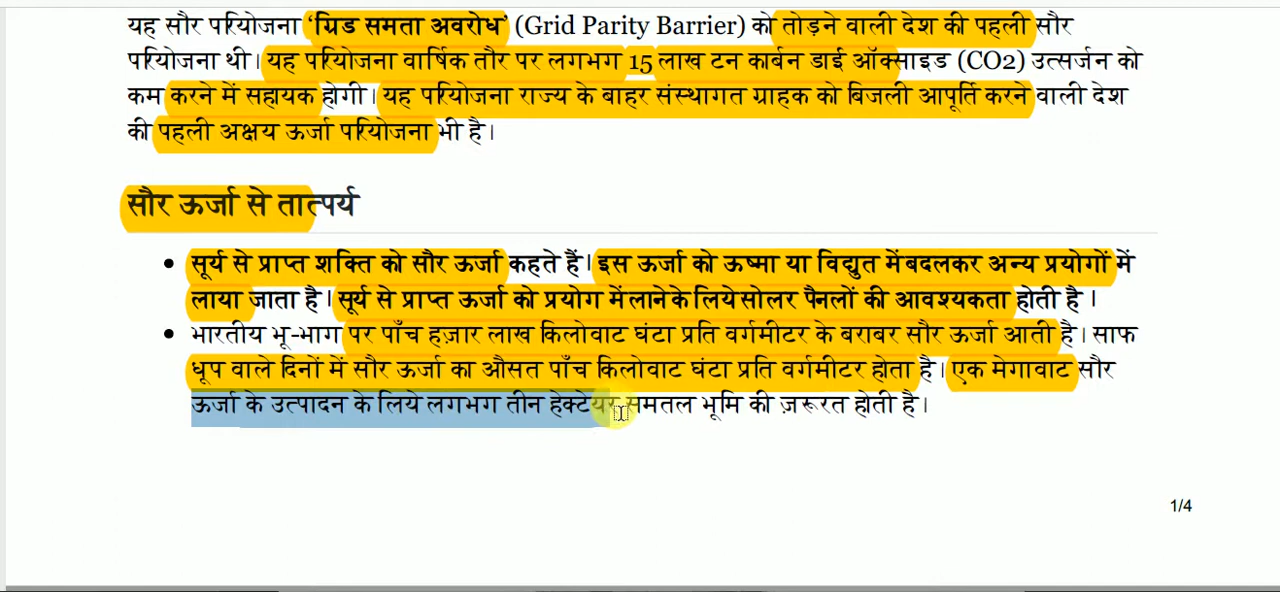 यह सौर परियोजना ‘ग्रिड समता अवरोध’ (Grid Parity Barrier) को तोड़ने वाली देश की पहली सौर
परियोजना थी। यह परियोजना वार्षिक तौर पर लगभग 15 लाख टन कार्बन डाई ऑक्साइड (CO2) उत्सर्जन को
कम करने में सहायक होगी। यह परियोजना राज्य के बाहर संस्थागत ग्राहक को बिजली आपूर्ति करने वाली देश
की पहली अक्षय ऊर्जा परियोजना भी है।
सौर ऊर्जा से तात्पर्य
• सूर्य से प्राप्त शक्ति को सौर ऊर्जा कहते हैं। इस ऊर्जा को ऊष्मा या विद्युत में बदलकर अन्य प्रयोगों में
लाया जाता है। सूर्य से प्राप्त ऊर्जा को प्रयोग में लाने के लिये सोलर पैनलों की आवश्यकता होती है।
• भारतीय भू-भाग पर पाँच हज़ार लाख किलोवाट घंटा प्रति वर्गमीटर के बराबर सौर ऊर्जा आती है। साफ
धूप वाले दिनों में सौर ऊर्जा का औसत पाँच किलोवाट घंटा प्रति वर्गमीटर होता है। एक मेगावाट सौर
ऊर्जा के उत्पादन के लिये लगभग तीन हेक्टेयर समतल भूमि की ज़रूरत होती है।
1/4